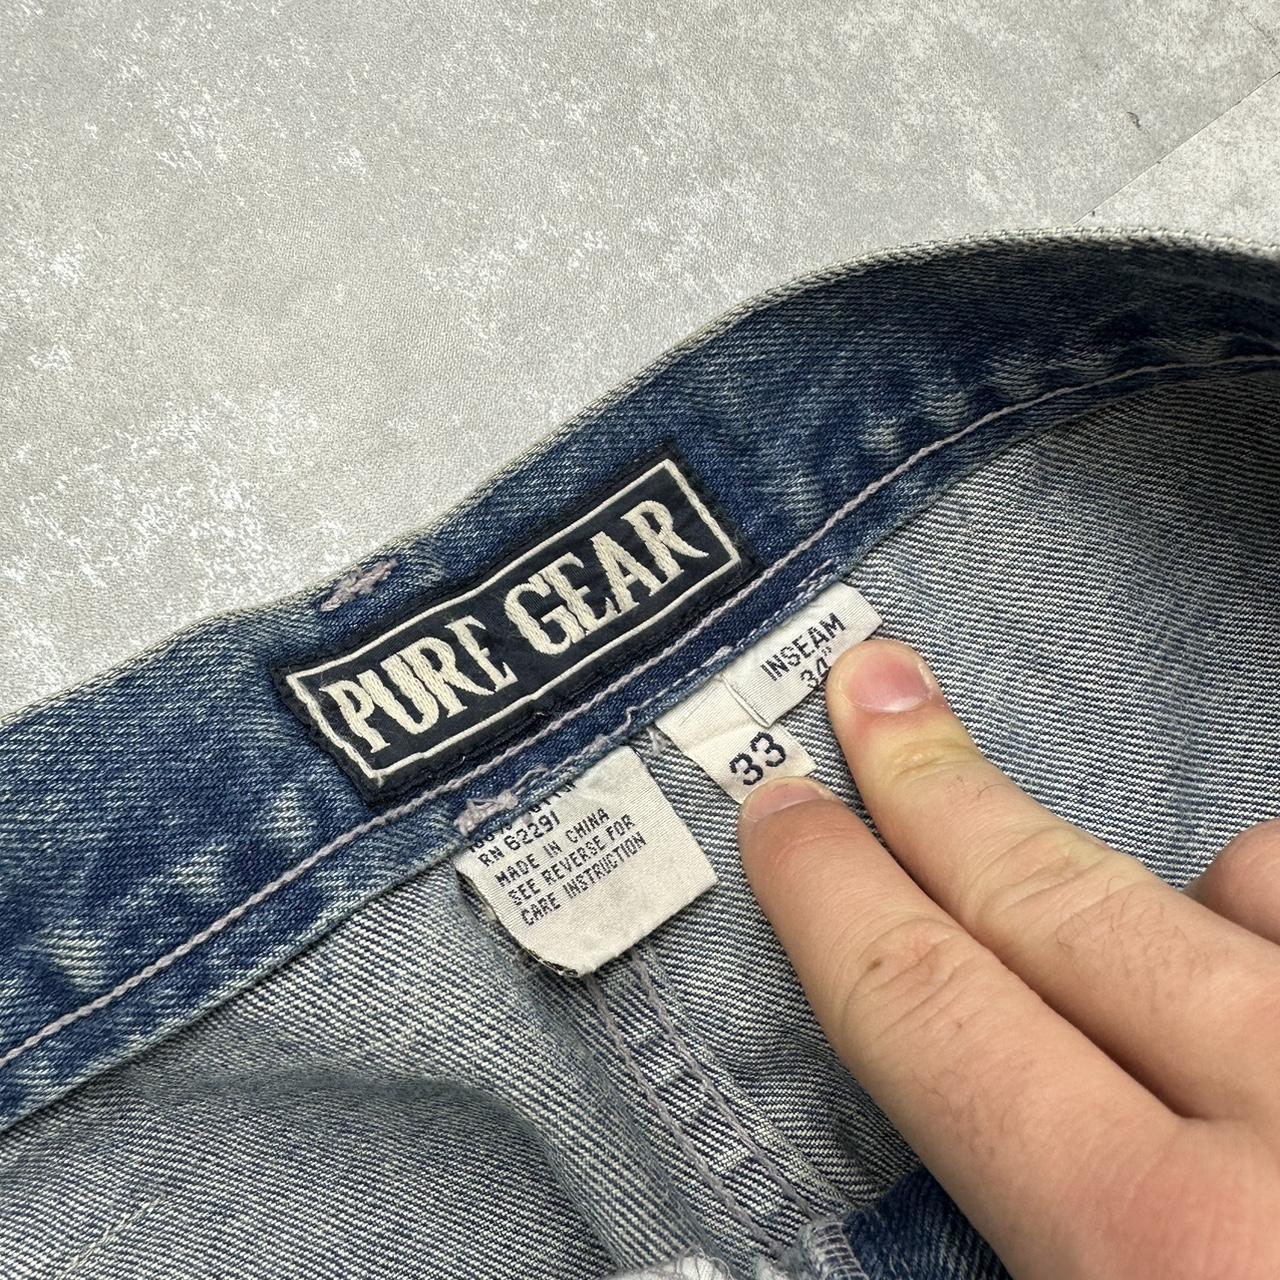 PURE GEAR
INSEAM
34"
33
RN 62291
MADE IN CHINA
SEE REVERSE FOR
CARE INSTRUCTION